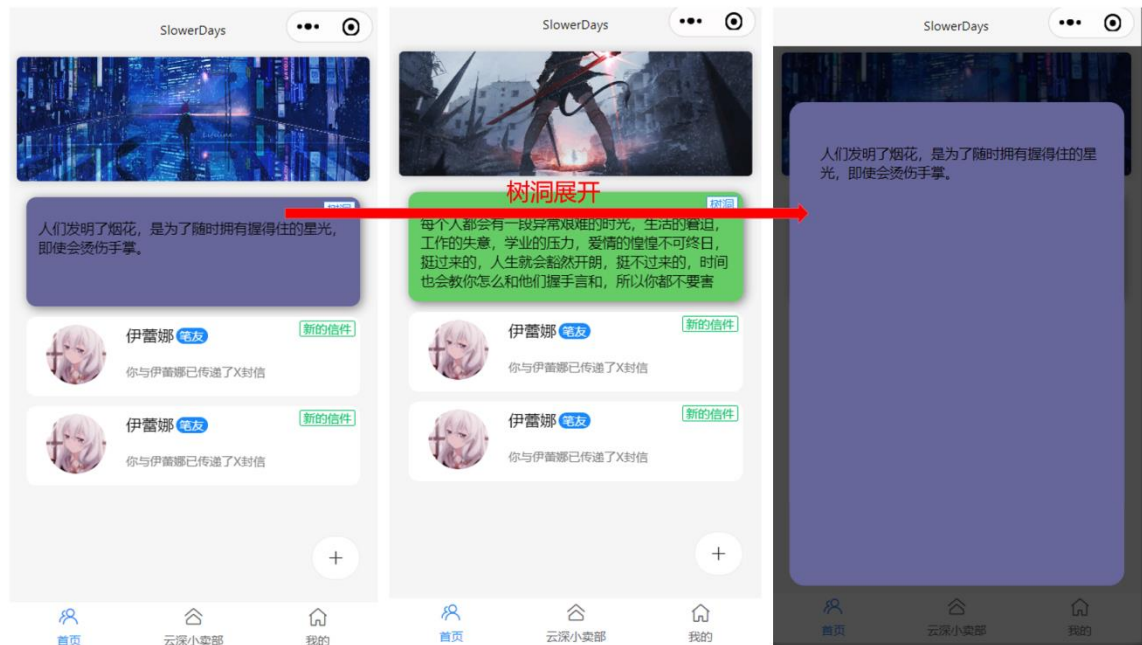 SlowerDays
树洞
人们发明了烟花，是为了随时拥有握得住的星光，
即使会烫伤手掌。
伊蕾娜 笔友
新的信件
你与伊蕾娜已传递了X封信
伊蕾娜 笔友
新的信件
你与伊蕾娜已传递了X封信
+
首页
云深小卖部
我的
SlowerDays
树洞展开
树洞
每个人都会有一段异常艰难的时光，生活的窘迫，
工作的失意，学业的压力，爱情的惶惶不可终日，
挺过来的，人生就会豁然开朗，挺不过来的，时间
也会教你怎么和他们握手言和，所以你都不要害
伊蕾娜 笔友
新的信件
你与伊蕾娜已传递了X封信
伊蕾娜 笔友
新的信件
你与伊蕾娜已传递了X封信
+
首页
云深小卖部
我的
SlowerDays
人们发明了烟花，是为了随时拥有握得住的星
光，即使会烫伤手掌。
首页
云深小卖部
我的